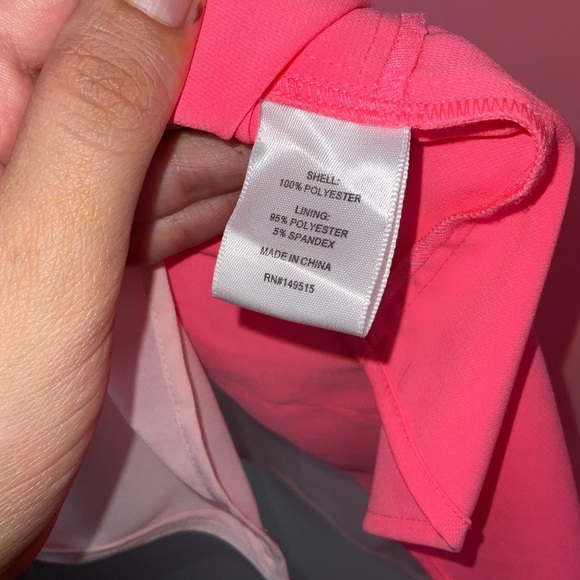 SHELL:
100% POLYESTER
LINING:
95% POLYESTER
5% SPANDEX
MADE IN CHINA
RN#149515